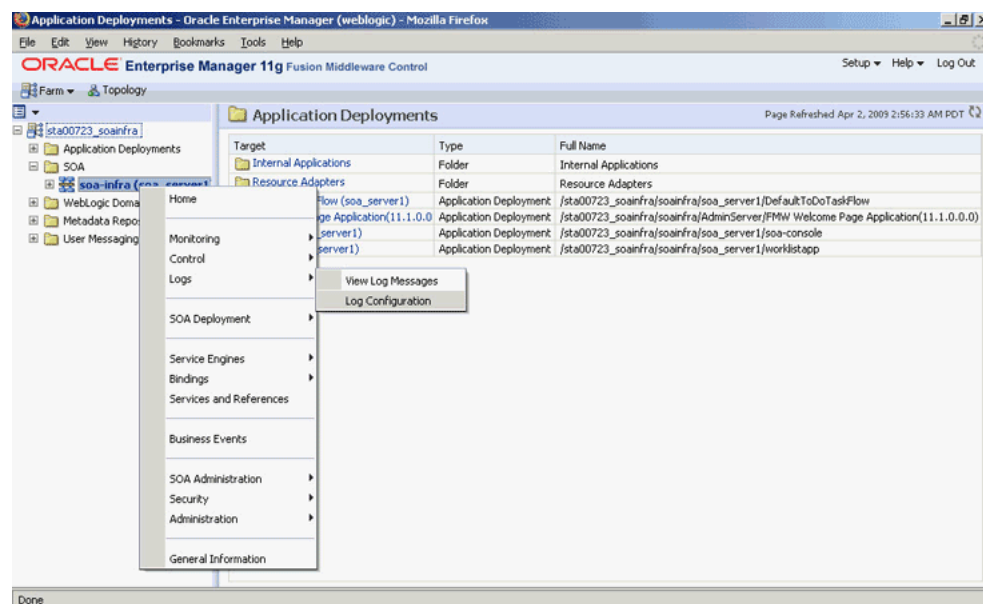 Application Deployments - Oracle Enterprise Manager (weblogic) - Mozilla Firefox
File Edit View History Bookmarks Tools Help
ORACLE Enterprise Manager 11g Fusion Middleware Control
Setup Help Log Out
Farm Topology
sta00723_soainfra
Application Deployments
SOA
soa-infra (soa_server1
WebLogic Doma
Metadata Repos
User Messaging
Application Deployments
Page Refreshed Apr 2, 2009 2:56:33 AM PDT
Target Type Full Name
Internal Applications Folder Internal Applications
Resource Adapters Folder Resource Adapters
Flow (soa_server1) Application Deployment /sta00723_soainfra/soainfra/soa_server1/DefaultToDoTaskFlow
ge Application(11.1.0.0 Application Deployment /sta00723_soainfra/soainfra/AdminServer/FMW Welcome Page Application(11.1.0.0.0)
_server1) Application Deployment /sta00723_soainfra/soainfra/soa_server1/soa-console
server1) Application Deployment /sta00723_soainfra/soainfra/soa_server1/worklistapp
Home
Monitoring
Control
Logs
SOA Deployment
Service Engines
Bindings
Services and References
Business Events
SOA Administration
Security
Administration
General Information
View Log Messages
Log Configuration
Done